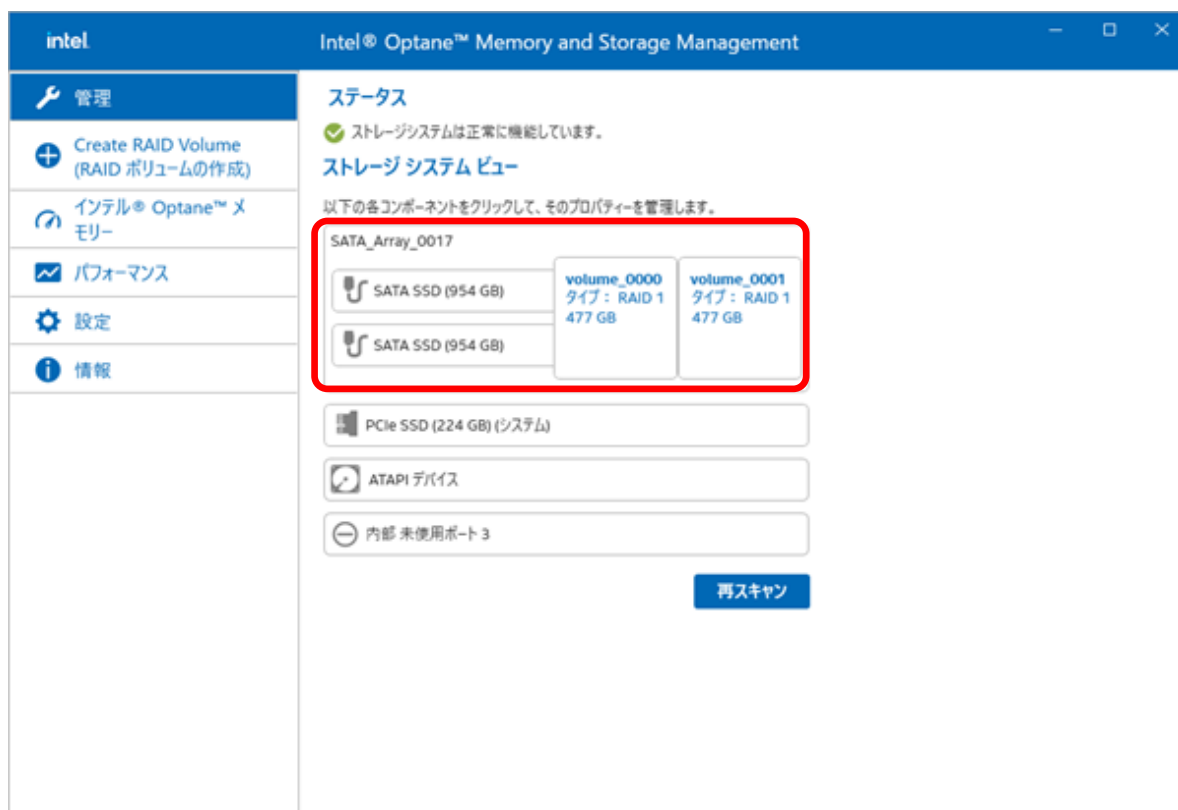 intel
Intel® Optane™ Memory and Storage Management
管理
Create RAID Volume
(RAID ボリュームの作成)
インテル® Optane™ メ
モリー
パフォーマンス
設定
情報
ステータス
ストレージシステムは正常に機能しています。
ストレージ システム ビュー
以下の各コンポーネントをクリックして、そのプロパティーを管理します。
SATA_Array_0017
SATA SSD (954 GB)
SATA SSD (954 GB)
volume_0000
タイプ： RAID 1
477 GB
volume_0001
タイプ： RAID 1
477 GB
PCIe SSD (224 GB) (システム)
ATAPI デバイス
内部 未使用ポート 3
再スキャン